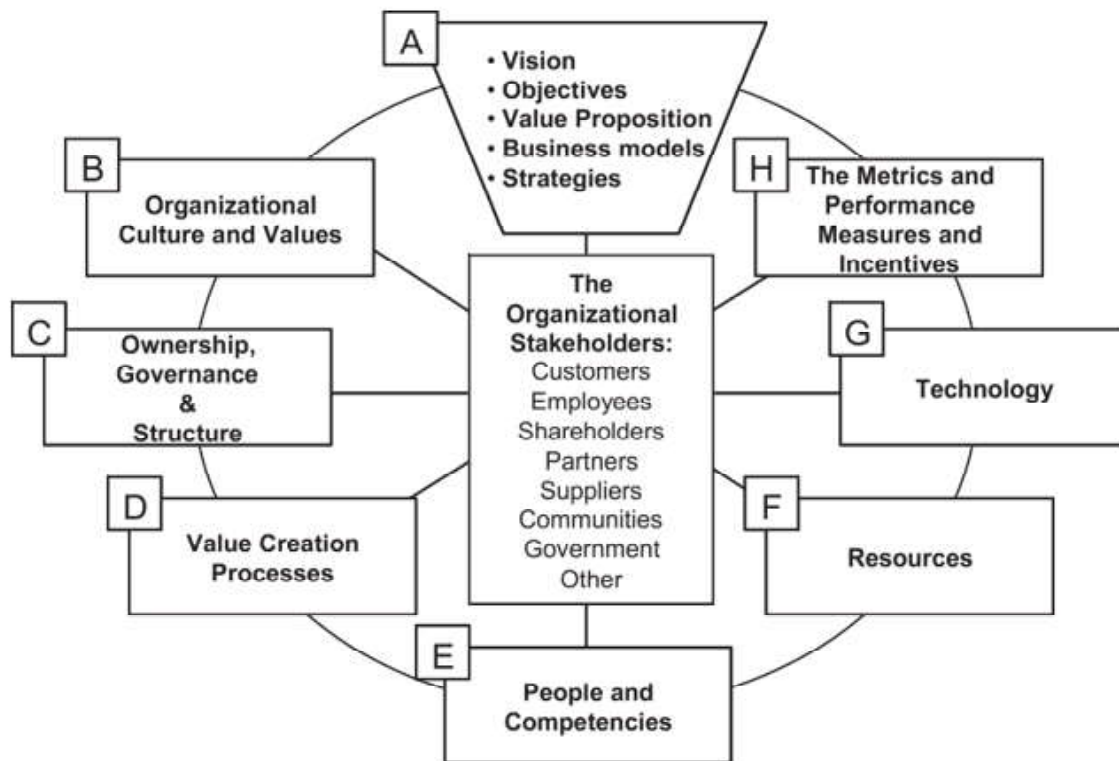 A
• Vision
• Objectives
• Value Proposition
• Business models
• Strategies
B
Organizational
Culture and Values
H
The Metrics and
Performance
Measures and
Incentives
The
Organizational
Stakeholders:
Customers
Employees
Shareholders
Partners
Suppliers
Communities
Government
Other
C
Ownership,
Governance
&
Structure
G
Technology
D
Value Creation
Processes
F
Resources
E
People and
Competencies